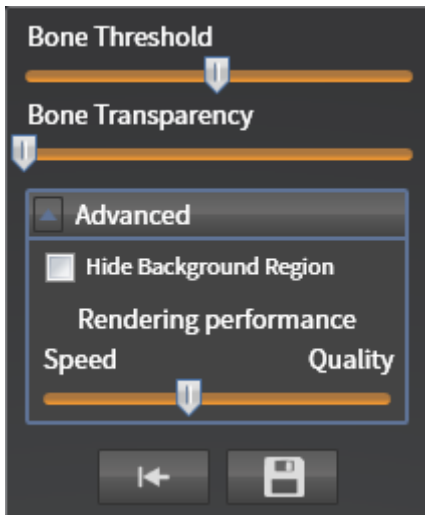 Bone Threshold
Bone Transparency
Advanced
Hide Background Region
Rendering performance
Speed Quality